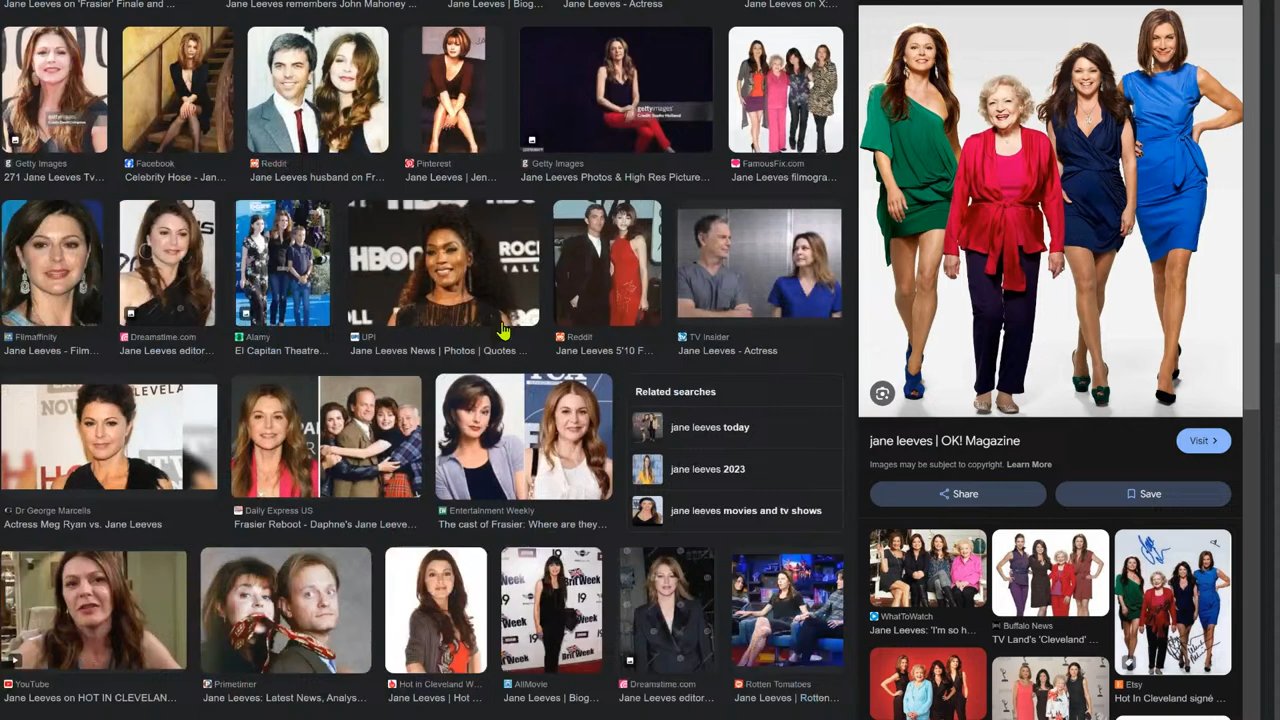 Jane Leeves on 'Frasier' Finale and ...
Jane Leeves remembers John Mahoney ...
Jane Leeves | Biog...
Jane Leeves - Actress
Jane Leeves on X:...
gettyimages
Getty Images
271 Jane Leeves Tv...
Facebook
Celebrity Hose - Jan...
Reddit
Jane Leeves husband on Fr...
Pinterest
Jane Leeves | Jen...
Getty Images
Jane Leeves Photos & High Res Picture...
FamousFix.com
Jane Leeves filmogra...
HBO
ROCK
HALL
ROLL
Filmaffinity
Jane Leeves - Film...
Dreamstime.com
Jane Leeves editor...
Alamy
El Capitan Theatre...
UPI
Jane Leeves News | Photos | Quotes ...
Reddit
Jane Leeves 5'10 F...
TV Insider
Jane Leeves - Actress
Dr George Marcells
Actress Meg Ryan vs. Jane Leeves
Daily Express US
Frasier Reboot - Daphne's Jane Leeve...
Entertainment Weekly
The cast of Frasier: Where are they...
Related searches
jane leeves today
jane leeves 2023
jane leeves movies and tv shows
Week
19
BritWeek
YouTube
Jane Leeves on HOT IN CLEVELAN...
Primetimer
Jane Leeves: Latest News, Analys...
Hot in Cleveland W...
Jane Leeves | Hot ...
AllMovie
Jane Leeves | Biog...
Dreamstime.com
Jane Leeves editor...
Rotten Tomatoes
Jane Leeves | Rotten...
jane leeves | OK! Magazine
Visit
Images may be subject to copyright. Learn More
Share
Save
WhatToWatch
Jane Leeves: 'I'm so h...
Buffalo News
TV Land's 'Cleveland' ...
Etsy
Hot In Cleveland signé ...